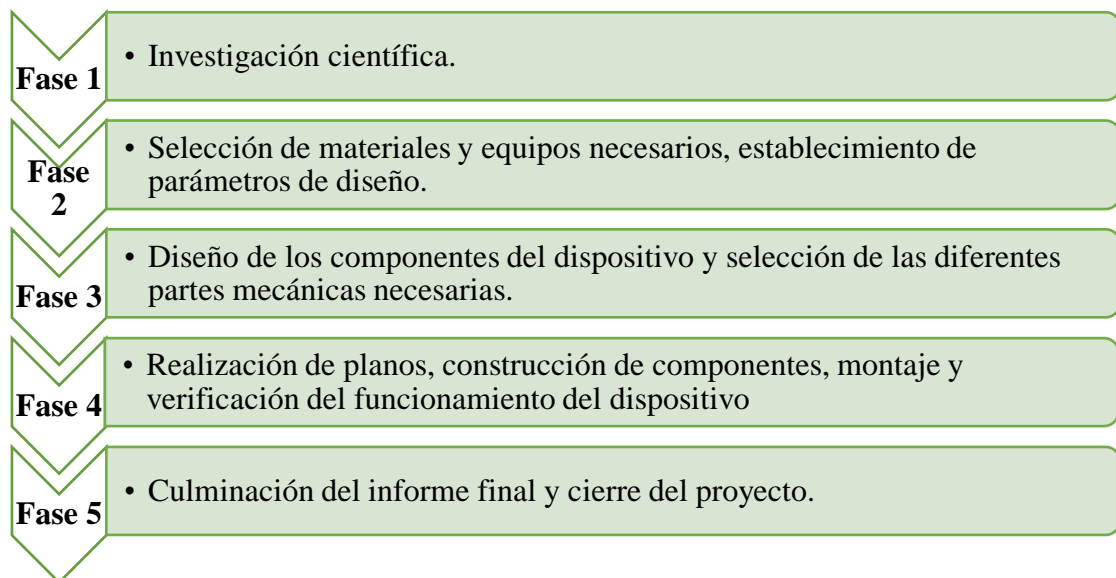 Fase 1
• Investigación científica.
Fase
2
• Selección de materiales y equipos necesarios, establecimiento de
parámetros de diseño.
Fase 3
• Diseño de los componentes del dispositivo y selección de las diferentes
partes mecánicas necesarias.
Fase 4
• Realización de planos, construcción de componentes, montaje y
verificación del funcionamiento del dispositivo
Fase 5
• Culminación del informe final y cierre del proyecto.